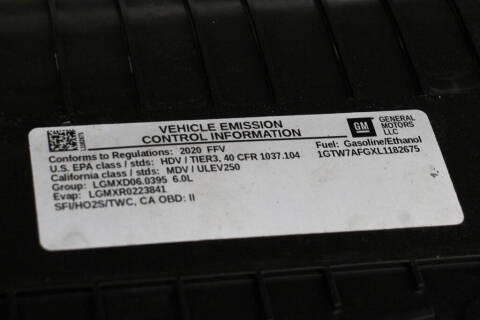 VEHICLE EMISSION
CONTROL INFORMATION
GM
GENERAL
MOTORS
LLC
Conforms to Regulations: 2020 FFV
Fuel: Gasoline/Ethanol
U.S. EPA class / stds: HDV / TIER3, 40 CFR 1037.104
1GTW7AFGXL1182675
California class / stds: MDV / ULEV250
Group: LGMXD06.0395 6.0L
Evap: LGMXR0223841
SFI/HO2S/TWC, CA OBD: II